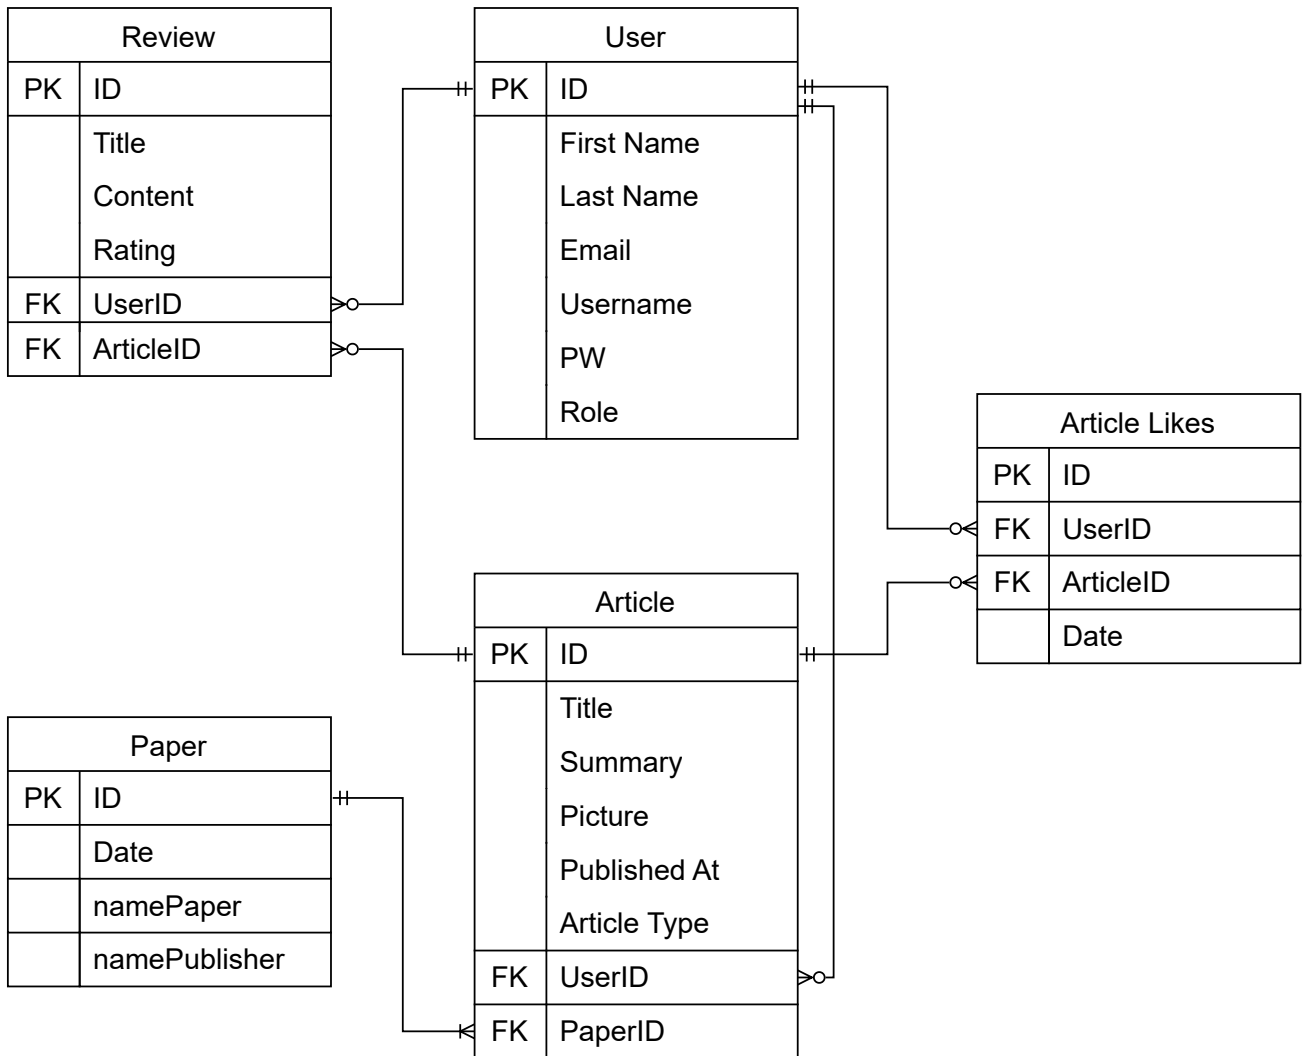 Review
PK ID
Title
Content
Rating
FK UserID
FK ArticleID
User
PK ID
First Name
Last Name
Email
Username
PW
Role
Article Likes
PK ID
FK UserID
FK ArticleID
Date
Article
PK ID
Title
Summary
Picture
Published At
Article Type
FK UserID
FK PaperID
Paper
PK ID
Date
namePaper
namePublisher